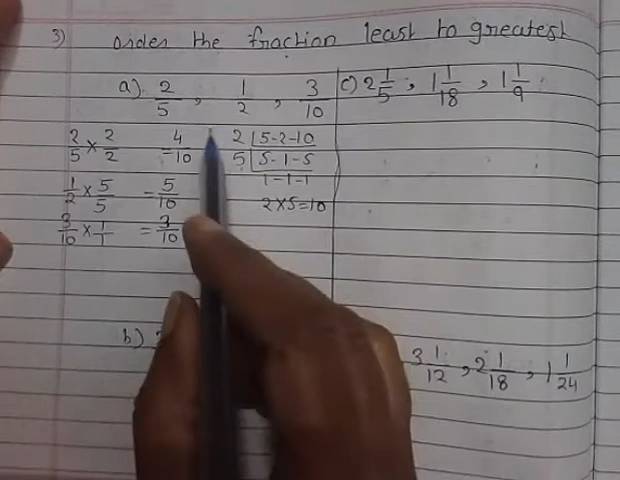 3) order the fraction least to greatest
a) 2/5, 1/2, 3/10
c) 2 1/5, 1 1/18, 1 1/9
2/5 × 2/2 = 4/10
2 | 5-2-10
5 | 5-1-5
1-1-1
1/2 × 5/5 = 5/10
2×5=10
3/10 × 1/1 = 3/10
b)
3 1/12, 2 1/18, 1 1/24